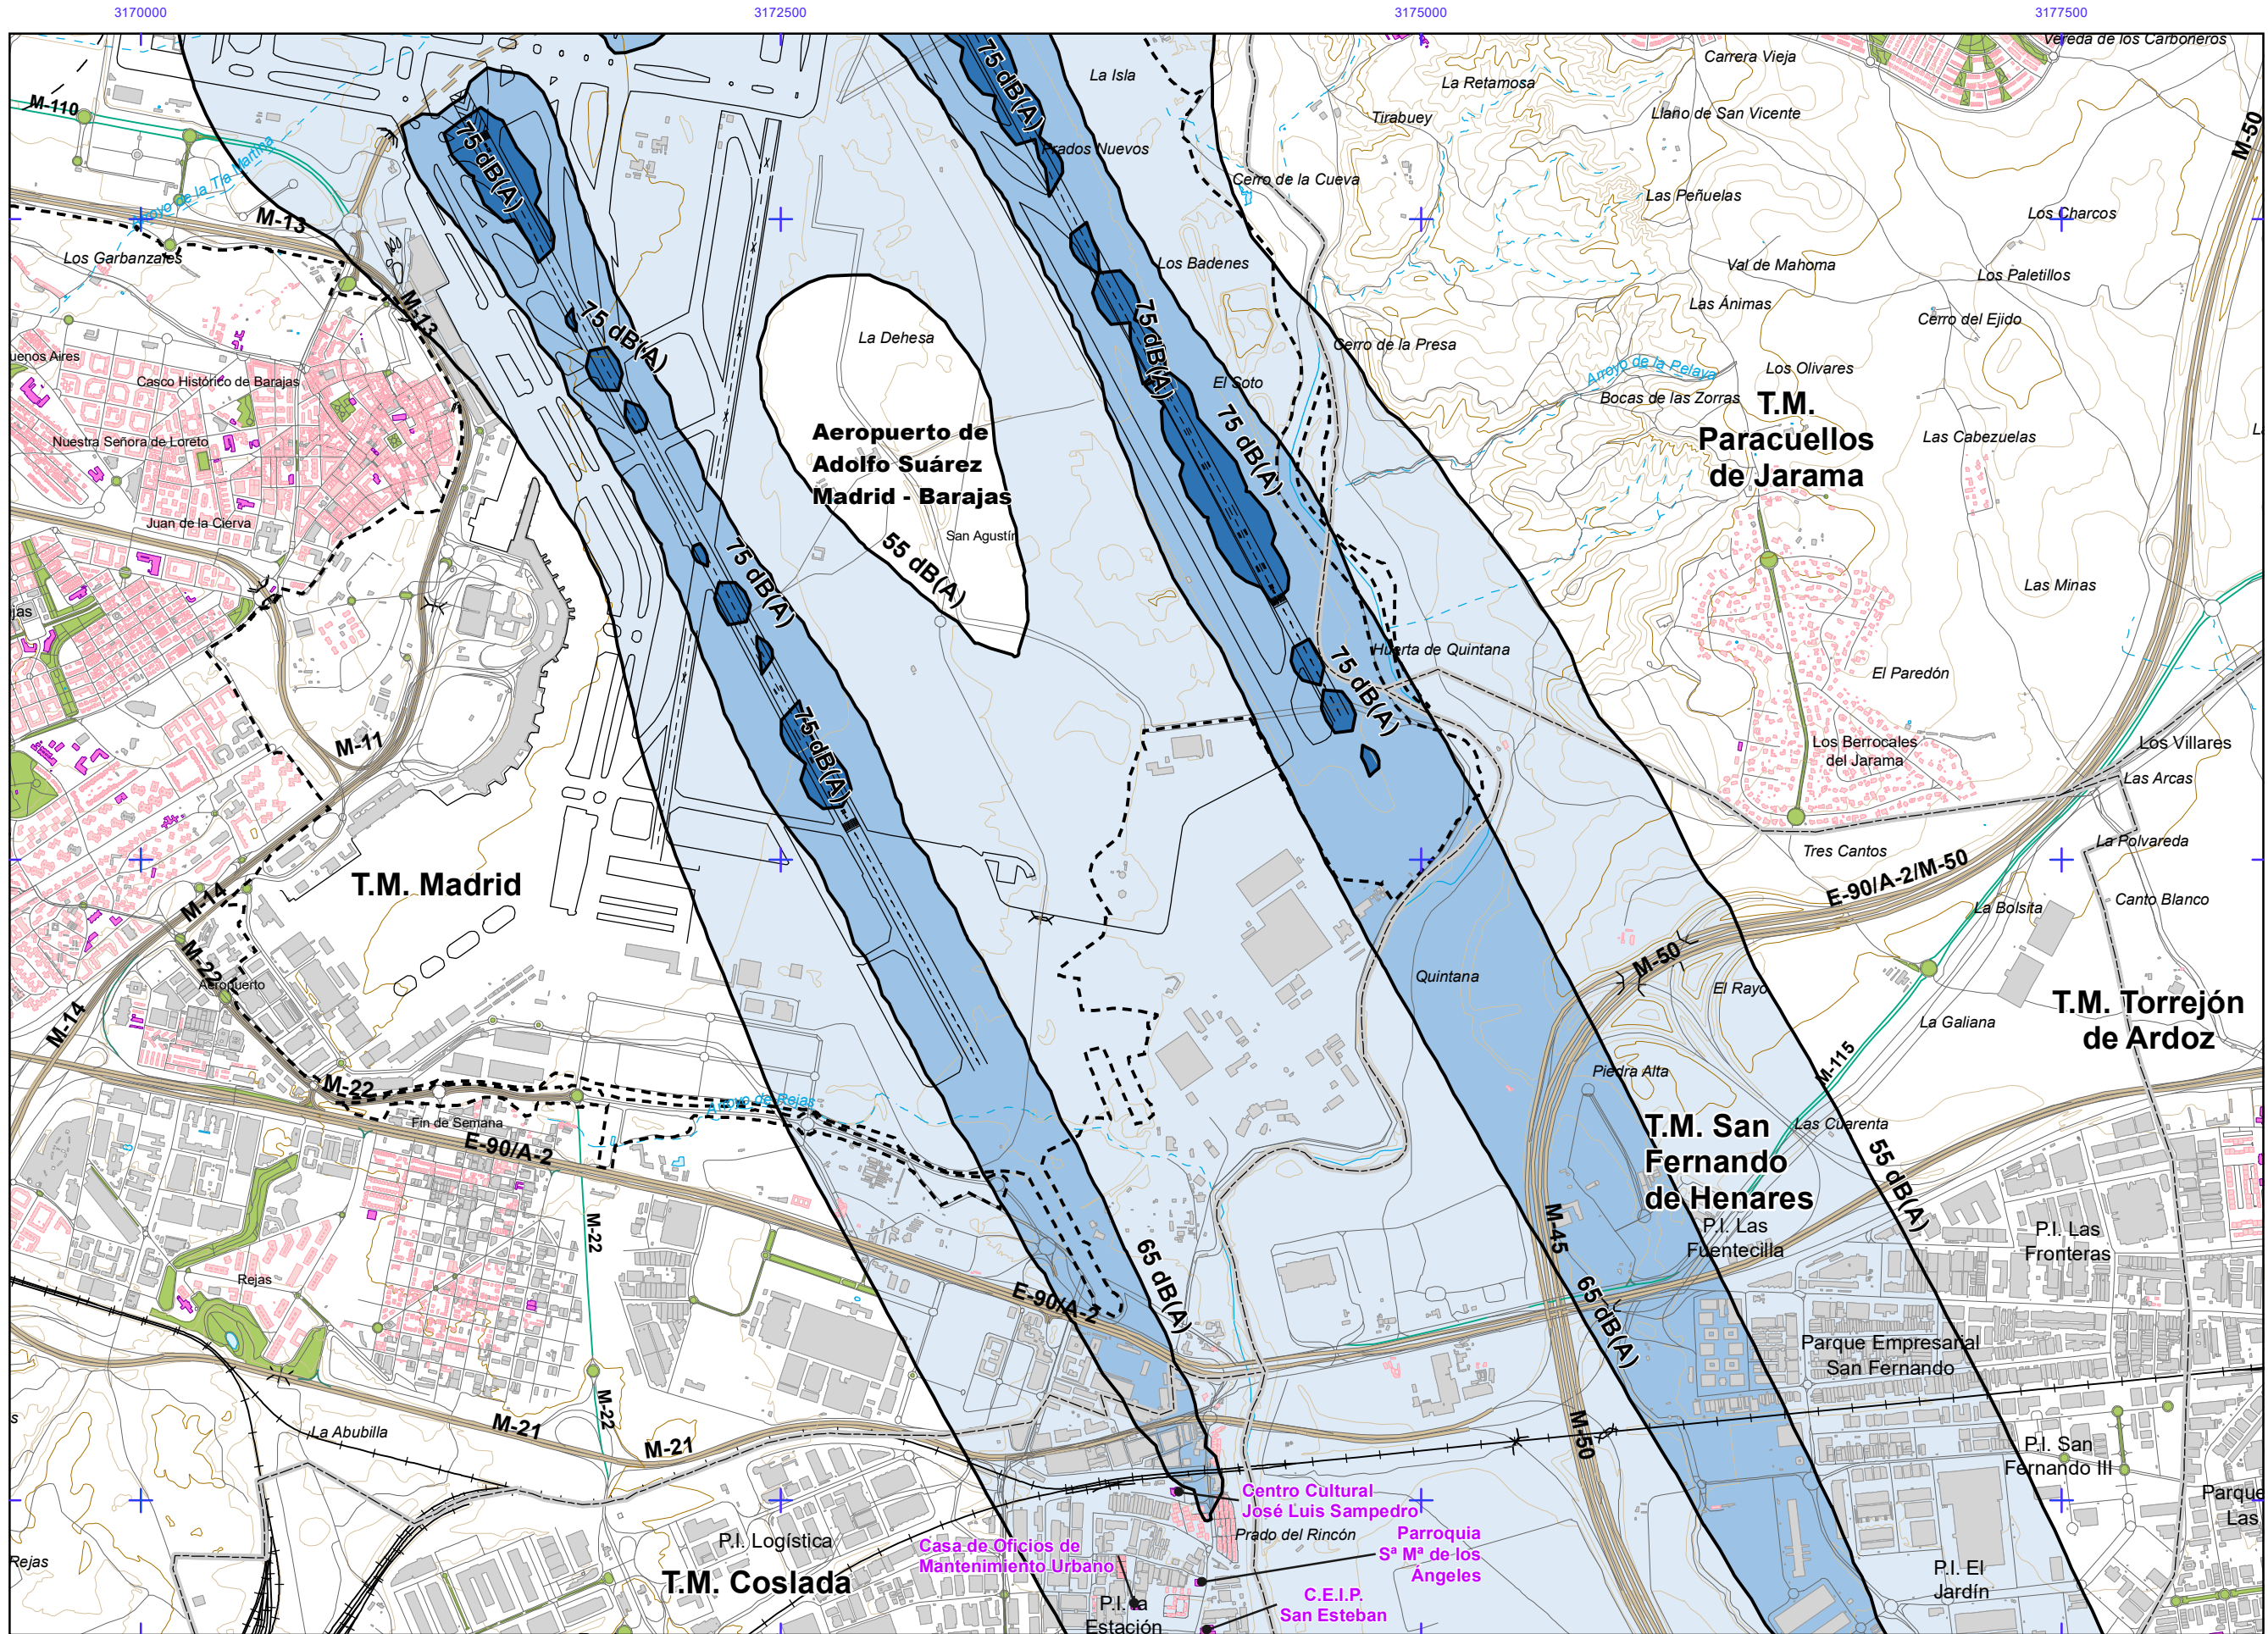 3170000
3172500
3175000
3177500
Vereda de los Carboneros
Carrera Vieja
La Isla
La Retamosa
75 dB(A)
M-110
Llano de San Vicente
Tirabuey
Prados Nuevos
75 dB(A)
M-50
Arroyo de la Tía Martina
Cerro de la Cueva
Las Peñuelas
Los Charcos
M-13
Los Garbanzales
Los Badenes
Val de Mahoma
Los Paletillos
M-13
Las Ánimas
Cerro del Ejido
75 dB(A)
La Dehesa
75 dB(A)
Cerro de la Presa
uenos Aires
Casco Histórico de Barajas
El Soto
Arroyo de la Pelaya
Los Olivares
Bocas de las Zorras
T.M.
Paracuellos
de Jarama
Nuestra Señora de Loreto
Aeropuerto de
Adolfo Suárez
Madrid - Barajas
75 dB(A)
Las Cabezuelas
Juan de la Cierva
San Agustín
55 dB(A)
75 dB(A)
Las Minas
jas
Huerta de Quintana
75 dB(A)
El Paredón
M-11
75 dB(A)
Los Berrocales
del Jarama
Los Villares
Las Arcas
La Polvareda
Tres Cantos
T.M. Madrid
M-14
E-90/A-2/M-50
Canto Blanco
La Bolsita
M-22
Aeropuerto
Quintana
M-50
El Rayo
M-14
T.M. Torrejón
de Ardoz
La Galiana
M-22
Arroyo de Rejas
Piedra Alta
M-115
Fin de Semana
E-90/A-2
T.M. San
Fernando
de Henares
Las Cuarenta
55 dB(A)
M-22
M-45
P.I. Las
Fuentecilla
P.I. Las
Fronteras
Rejas
65 dB(A)
E-90/A-2
65 dB(A)
Parque Empresarial
San Fernando
M-22
La Abubilla
M-21
M-21
M-50
P.I. San
Fernando III
Centro Cultural
José Luis Sampedro
Parque
Las
P.I. Logística
Prado del Rincón
Casa de Oficios de
Mantenimiento Urbano
Parroquia
Sª Mª de los
Ángeles
Rejas
T.M. Coslada
P.I. El
Jardín
C.E.I.P.
San Esteban
P.I. la
Estación